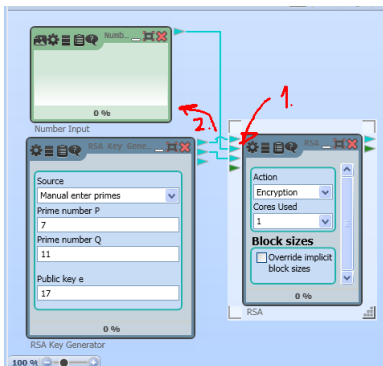 Numb...
0 %
Number Input
1.
2.
RSA Key Gene...
Source
Manual enter primes
Prime number P
7
Prime number Q
11
Public key e
17
0 %
RSA Key Generator
RSA
Action
Encryption
Cores Used
1
Block sizes
Override implicit
block sizes
0 %
RSA
100 %